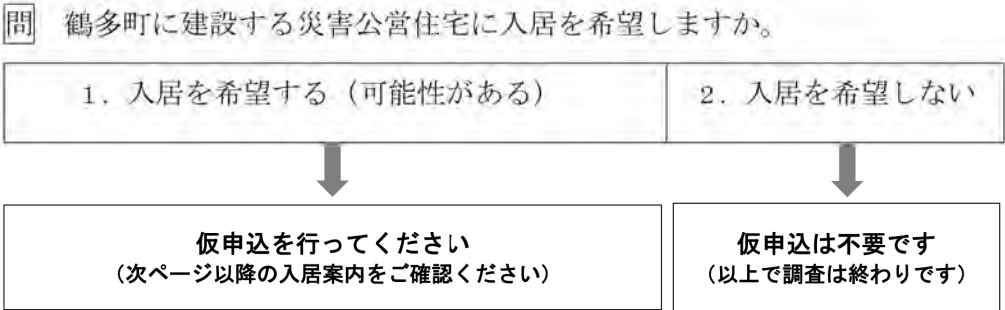 問 鶴多町に建設する災害公営住宅に入居を希望しますか。
1．入居を希望する（可能性がある）
2．入居を希望しない
仮申込を行ってください
（次ページ以降の入居案内をご確認ください）
仮申込は不要です
（以上で調査は終わりです）